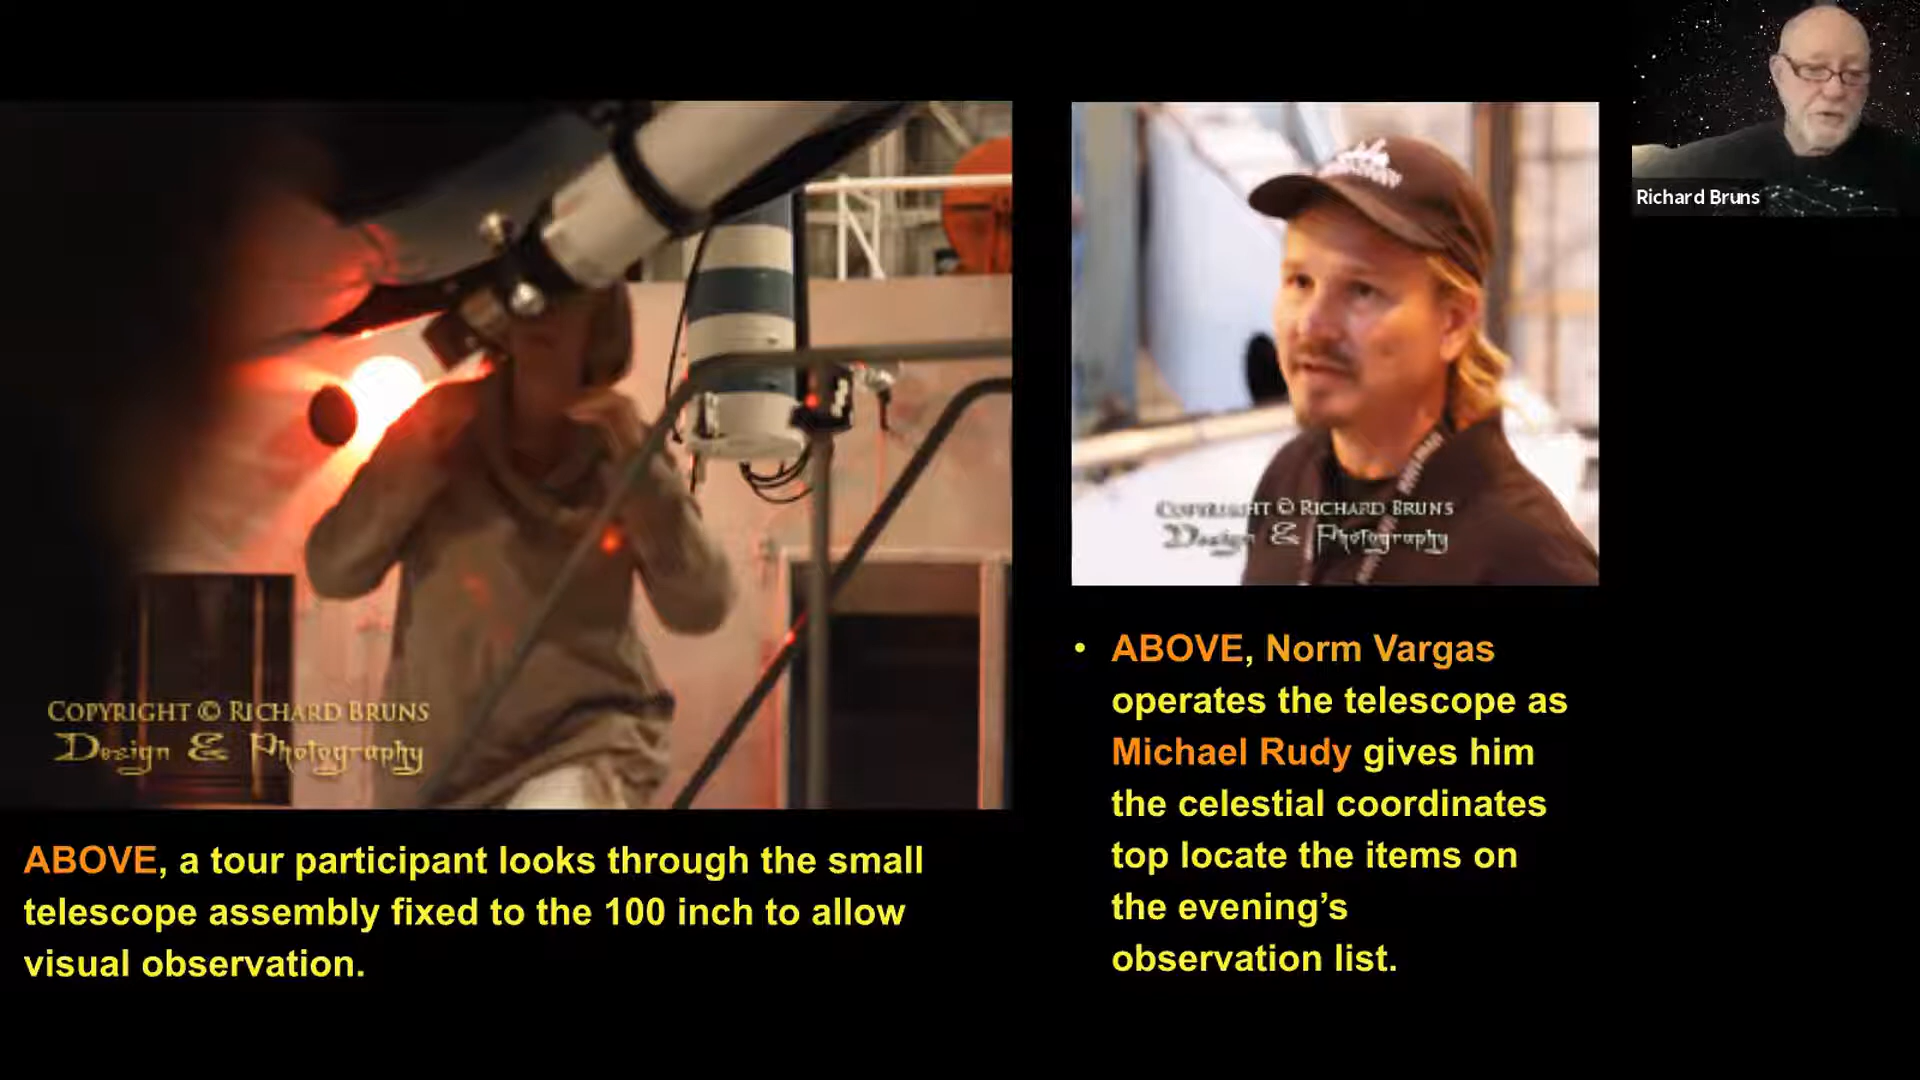 Richard Bruns
COPYRIGHT © RICHARD BRUNS
Design & Photography
COPYRIGHT © RICHARD BRUNS
Design & Photography
ABOVE, a tour participant looks through the small
telescope assembly fixed to the 100 inch to allow
visual observation.
• ABOVE, Norm Vargas
operates the telescope as
Michael Rudy gives him
the celestial coordinates
top locate the items on
the evening’s
observation list.